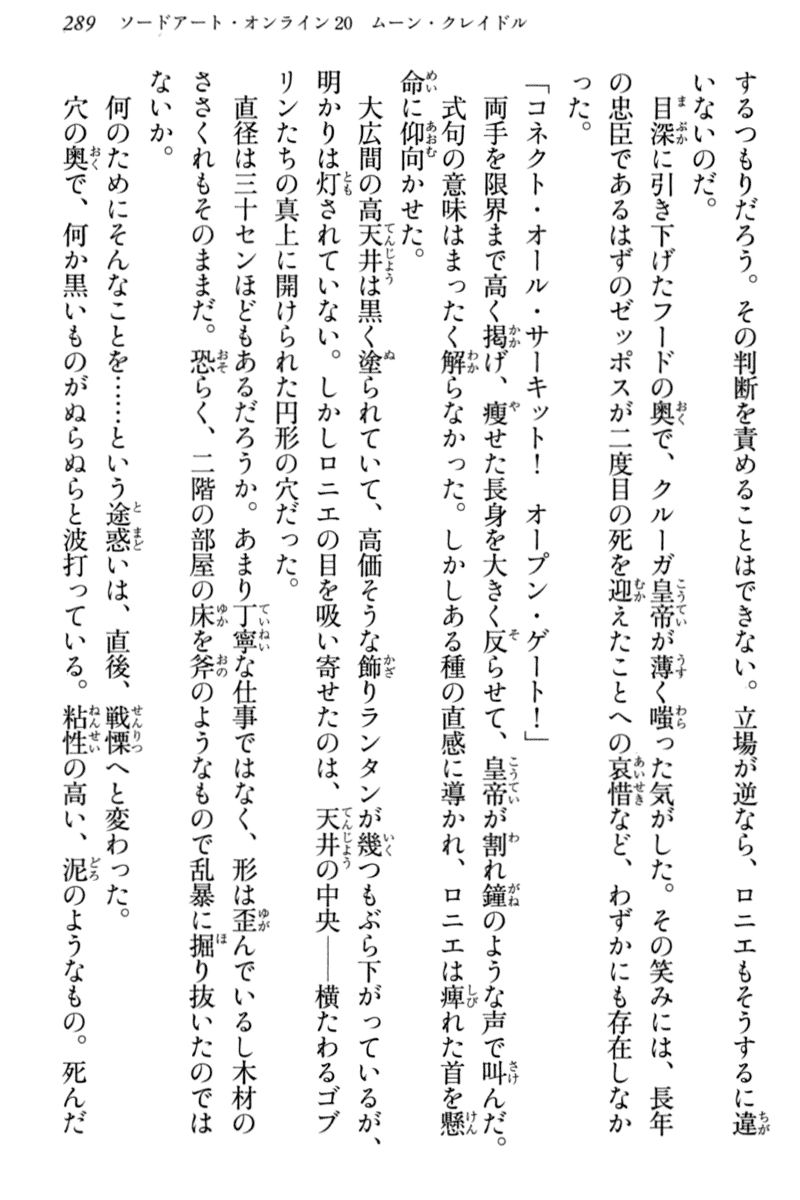 289　ソードアート・オンライン20　ムーン・クレイドル
するつもりだろう。その判断を責めることはできない。立場が逆なら、ロニエもそうするに違
いないのだ。
　目深に引き下げたフードの奥で、クルーガ皇帝が薄く嗤った気がした。その笑みには、長年
の忠臣であるはずのゼッポスが二度目の死を迎えたことへの哀惜など、わずかにも存在しなか
った。
「コネクト・オール・サーキット！　オープン・ゲート！」
　両手を限界まで高く掲げ、痩せた長身を大きく反らせて、皇帝が割れ鐘のような声で叫んだ。
　式句の意味はまったく解らなかった。しかしある種の直感に導かれ、ロニエは痺れた首を懸
命に仰向かせた。
　大広間の高天井は黒く塗られていて、高価そうな飾りランタンが幾つもぶら下がっているが、
明かりは灯されていない。しかしロニエの目を吸い寄せたのは、天井の中央――横たわるゴブ
リンたちの真上に開けられた円形の穴だった。
　直径は三十センほどもあるだろうか。あまり丁寧な仕事ではなく、形は歪んでいるし木材の
ささくれもそのままだ。恐らく、二階の部屋の床を斧のようなもので乱暴に掘り抜いたのでは
ないか。
　何のためにそんなことを……という途惑いは、直後、戦慄へと変わった。
　穴の奥で、何か黒いものがぬらぬらと波打っている。粘性の高い、泥のようなもの。死んだ